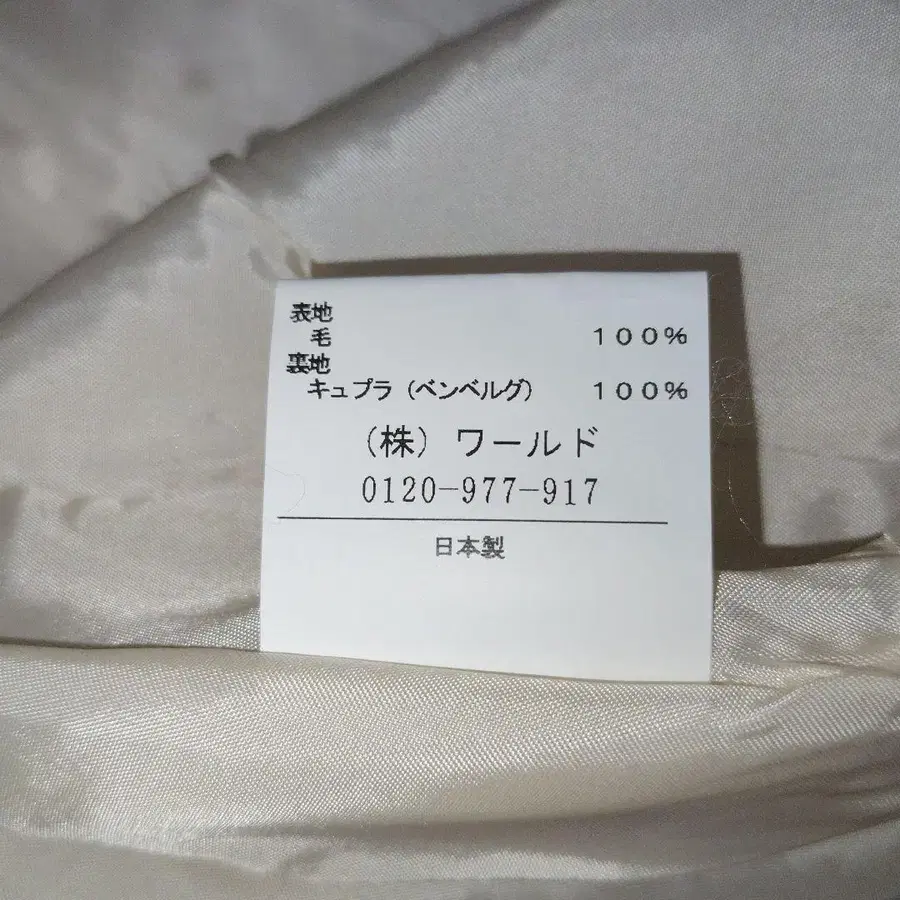 表地
毛 100%
裏地
キュプラ（ベンベルグ） 100%
（株）ワールド
0120-977-917
日本製